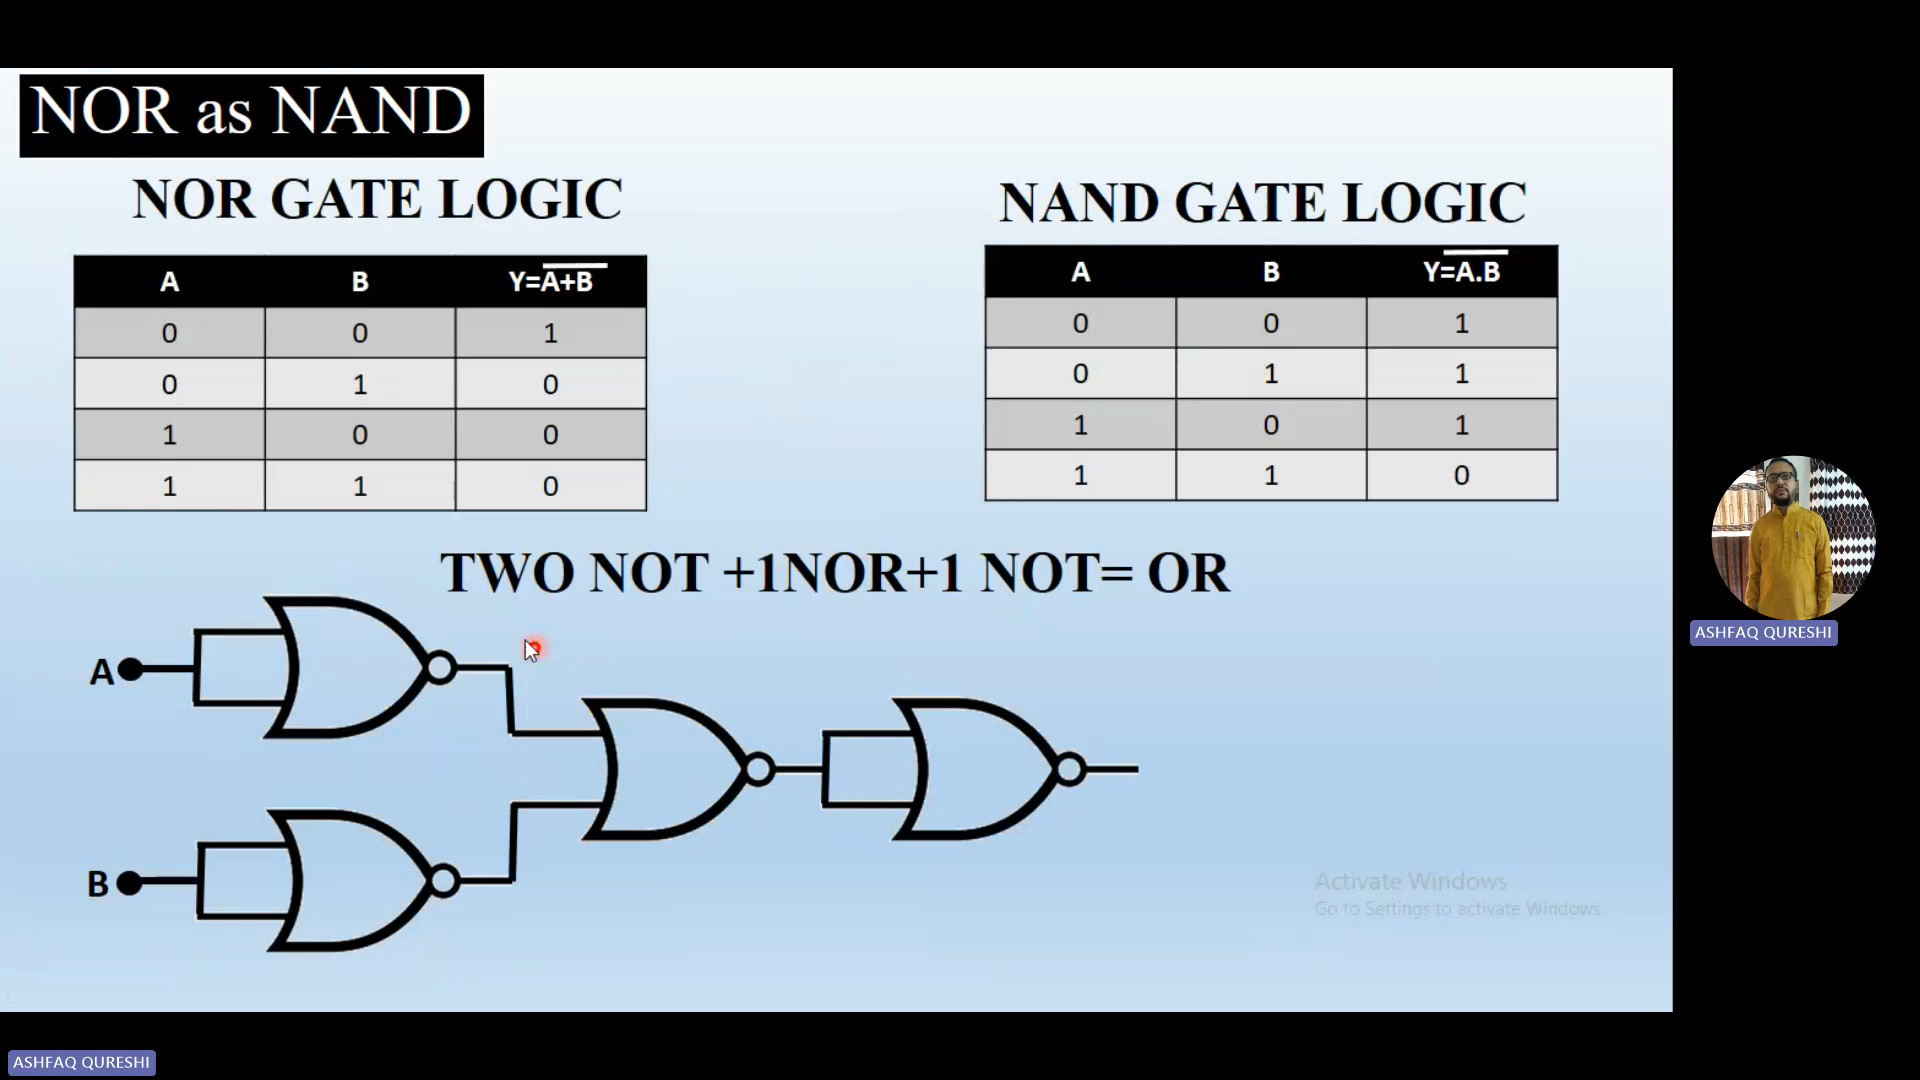 NOR as NAND
NOR GATE LOGIC
A B Y=A+B
0 0 1
0 1 0
1 0 0
1 1 0
NAND GATE LOGIC
A B Y=A.B
0 0 1
0 1 1
1 0 1
1 1 0
TWO NOT +1NOR+1 NOT= OR
A
B
Activate Windows
Go to Settings to activate Windows.
ASHFAQ QURESHI
ASHFAQ QURESHI